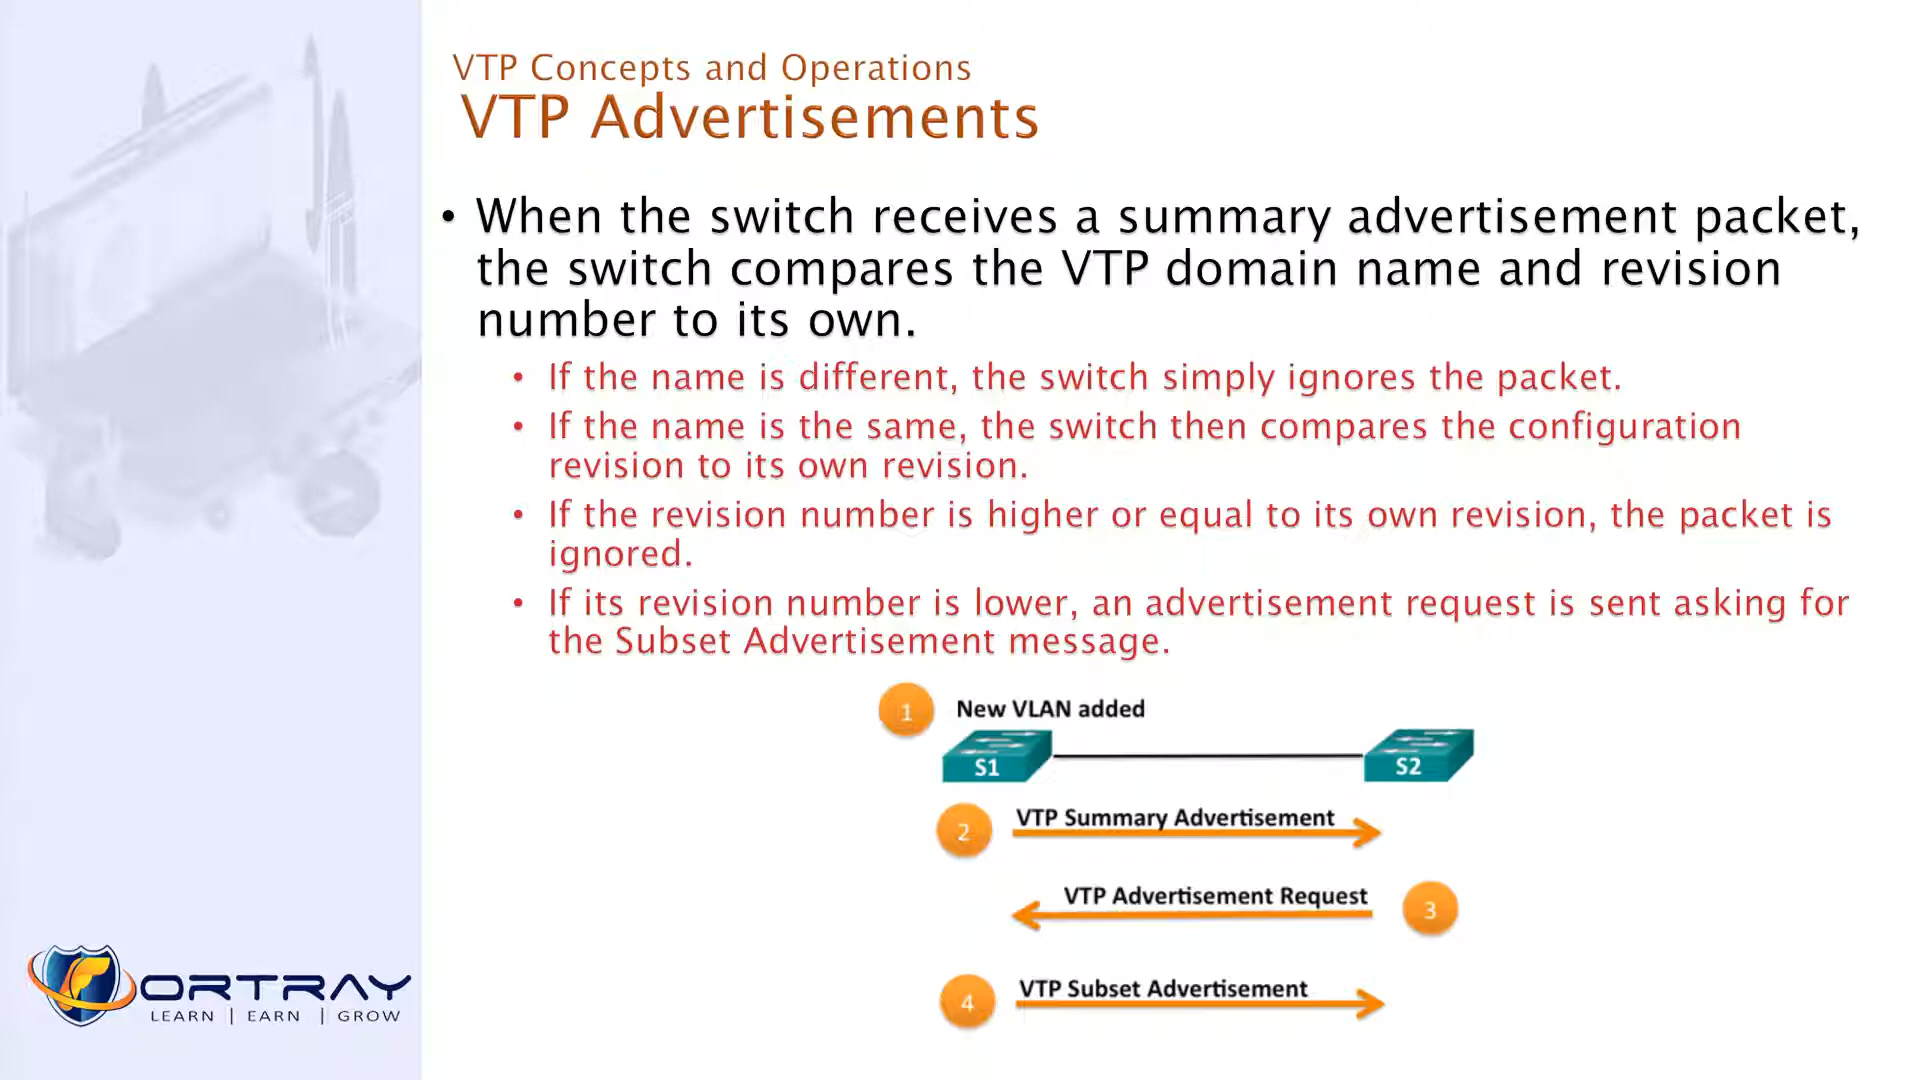 VTP Concepts and Operations
VTP Advertisements
• When the switch receives a summary advertisement packet,
the switch compares the VTP domain name and revision
number to its own.
• If the name is different, the switch simply ignores the packet.
• If the name is the same, the switch then compares the configuration
revision to its own revision.
• If the revision number is higher or equal to its own revision, the packet is
ignored.
• If its revision number is lower, an advertisement request is sent asking for
the Subset Advertisement message.
1 New VLAN added
S1 S2
2 VTP Summary Advertisement
VTP Advertisement Request 3
4 VTP Subset Advertisement
FORTRAY
LEARN | EARN | GROW